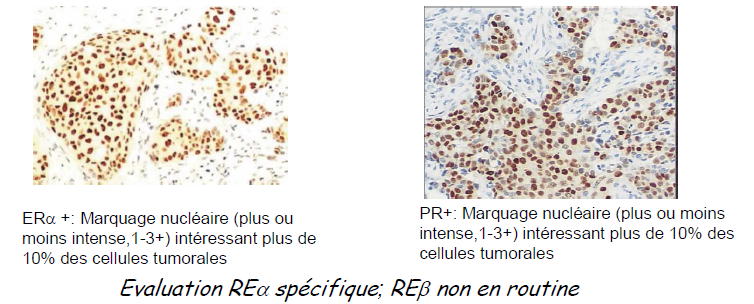 ERα +: Marquage nucléaire (plus ou
moins intense,1-3+) intéressant plus de
10% des cellules tumorales
PR+: Marquage nucléaire (plus ou moins
intense,1-3+) intéressant plus de 10% des
cellules tumorales
Evaluation REα spécifique; REβ non en routine